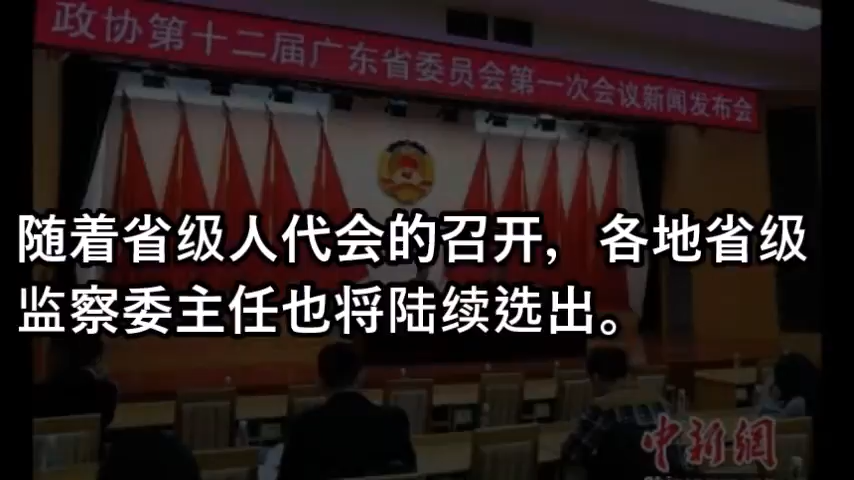 政协第十二届广东省委员会第一次会议新闻发布会
随着省级人代会的召开，各地省级
监察委主任也将陆续选出。
中新網